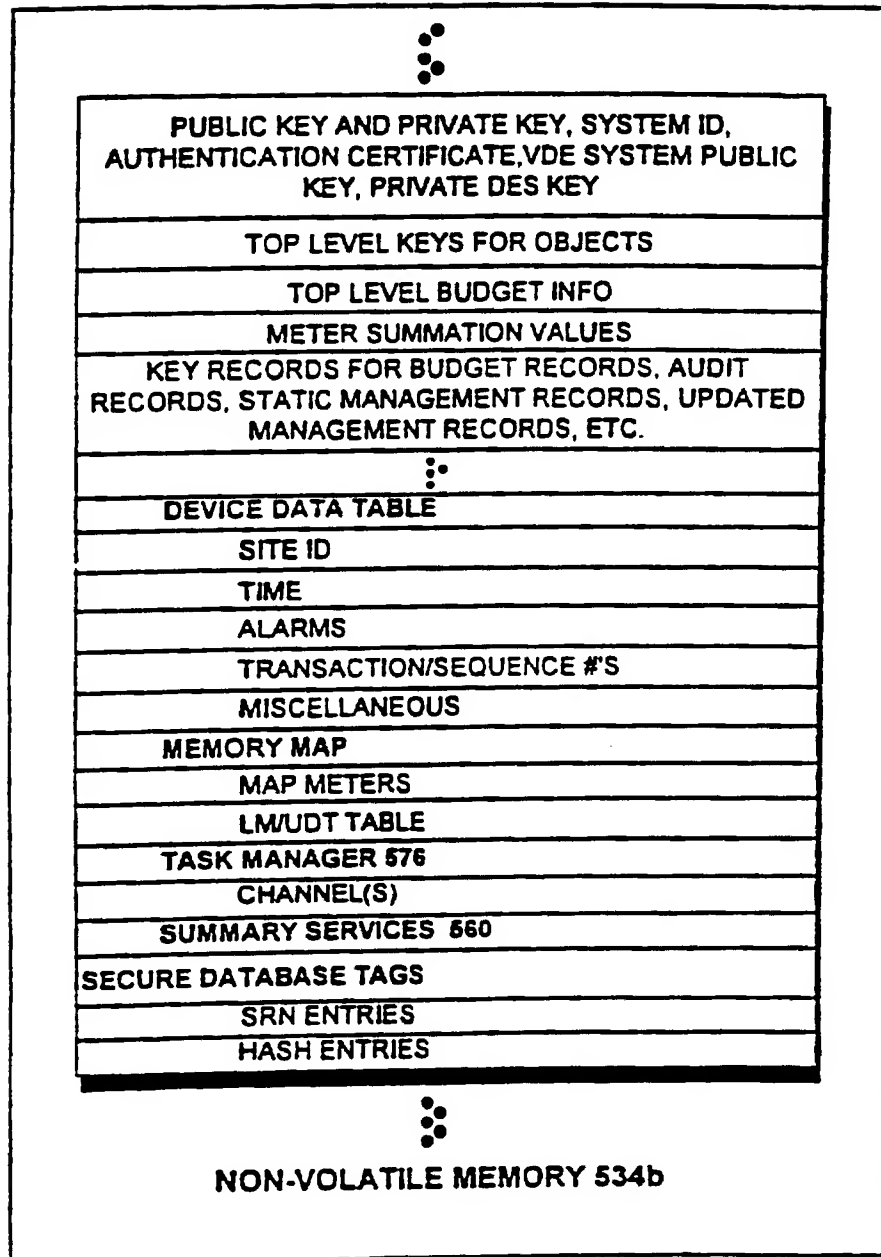 PUBLIC KEY AND PRIVATE KEY, SYSTEM ID,
AUTHENTICATION CERTIFICATE,VDE SYSTEM PUBLIC
KEY, PRIVATE DES KEY
TOP LEVEL KEYS FOR OBJECTS
TOP LEVEL BUDGET INFO
METER SUMMATION VALUES
KEY RECORDS FOR BUDGET RECORDS, AUDIT
RECORDS, STATIC MANAGEMENT RECORDS, UPDATED
MANAGEMENT RECORDS, ETC.
DEVICE DATA TABLE
SITE ID
TIME
ALARMS
TRANSACTION/SEQUENCE #'S
MISCELLANEOUS
MEMORY MAP
MAP METERS
LM/UDT TABLE
TASK MANAGER 576
CHANNEL(S)
SUMMARY SERVICES 560
SECURE DATABASE TAGS
SRN ENTRIES
HASH ENTRIES
NON-VOLATILE MEMORY 534b